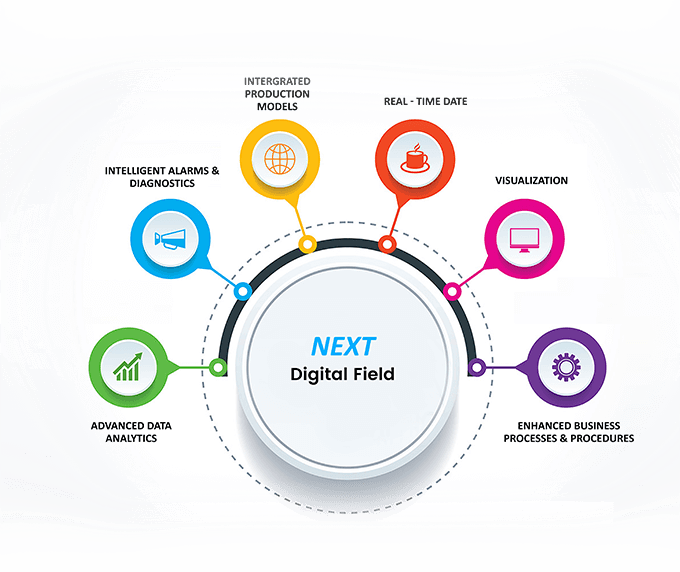 INTERGRATED
PRODUCTION
MODELS
REAL - TIME DATE
INTELLIGENT ALARMS &
DIAGNOSTICS
VISUALIZATION
NEXT
Digital Field
ADVANCED DATA
ANALYTICS
ENHANCED BUSINESS
PROCESSES & PROCEDURES